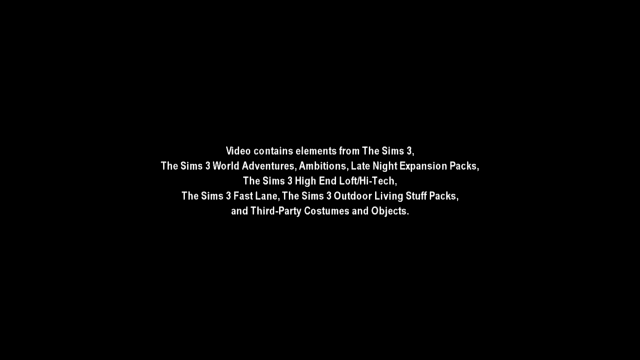 Video contains elements from The Sims 3,
The Sims 3 World Adventures, Ambitions, Late Night Expansion Packs,
The Sims 3 High End Loft/Hi-Tech,
The Sims 3 Fast Lane, The Sims 3 Outdoor Living Stuff Packs,
and Third-Party Costumes and Objects.